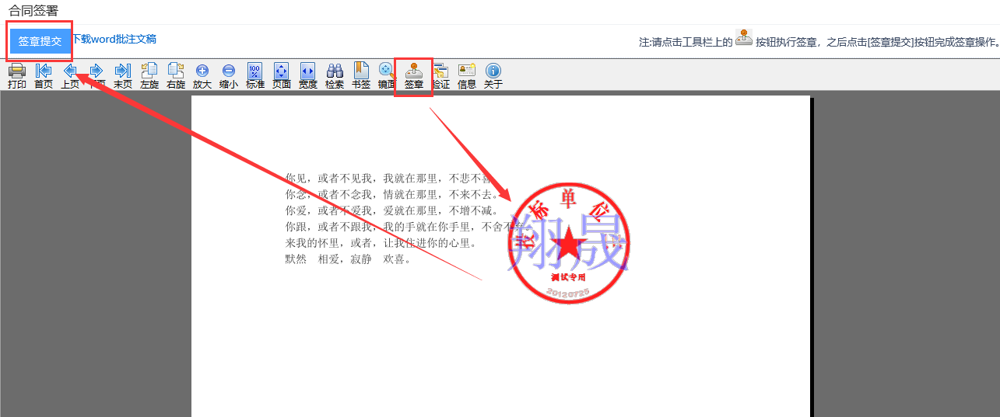 合同签署
签章提交
下载word批注文稿
注:请点击工具栏上的 按钮执行签章，之后点击[签章提交]按钮完成签章操作。
打印 首页 上页 下页 末页 左旋 右旋 放大 缩小 标准 页面 宽度 检索 书签 镜面 签章 验证 信息 关于
你见，或者不见我，我就在那里，不悲不喜
你念，或者不念我，情就在那里，不来不去。
你爱，或者不爱我，爱就在那里，不增不减。
你跟，或者不跟我，我的手就在你手里，不舍不弃。
来我的怀里，或者，让我住进你的心里。
默然 相爱，寂静 欢喜。
投标单位
翔晟
测试专用
20120725